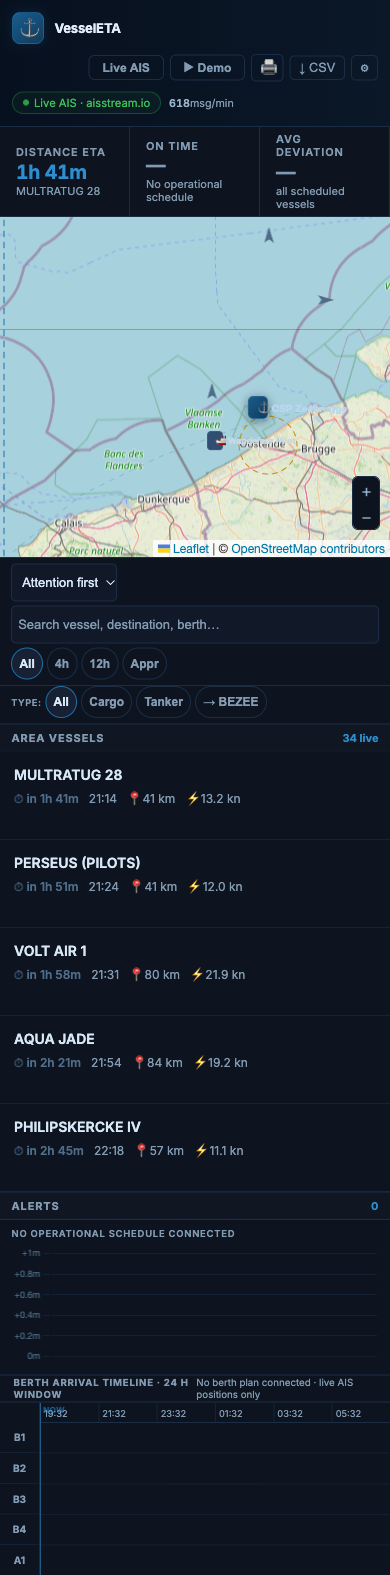 VesselETA
Live AIS ▶ Demo ↓ CSV
Live AIS · aisstream.io 618msg/min
DISTANCE ETA
1h 41m
MULTRATUG 28
ON TIME
—
No operational
schedule
AVG
DEVIATION
—
all scheduled
vessels
Vlaamse
Banken
Oostende
Brugge
Banc des
Flandres
Dunkerque
Calais
Parc naturel
+
−
Leaflet | © OpenStreetMap contributors
Attention first
Search vessel, destination, berth...
All 4h 12h Appr
TYPE: All Cargo Tanker → BEZEE
AREA VESSELS 34 live
MULTRATUG 28
in 1h 41m 21:14 41 km 13.2 kn
PERSEUS (PILOTS)
in 1h 51m 21:24 41 km 12.0 kn
VOLT AIR 1
in 1h 58m 21:31 80 km 21.9 kn
AQUA JADE
in 2h 21m 21:54 84 km 19.2 kn
PHILIPSKERCKE IV
in 2h 45m 22:18 57 km 11.1 kn
ALERTS 0
NO OPERATIONAL SCHEDULE CONNECTED
+1m
+0.8m
+0.6m
+0.4m
+0.2m
0m
BERTH ARRIVAL TIMELINE · 24 H
WINDOW
No berth plan connected · live AIS
positions only
NOW
19:32 21:32 23:32 01:32 03:32 05:32
B1
B2
B3
B4
A1